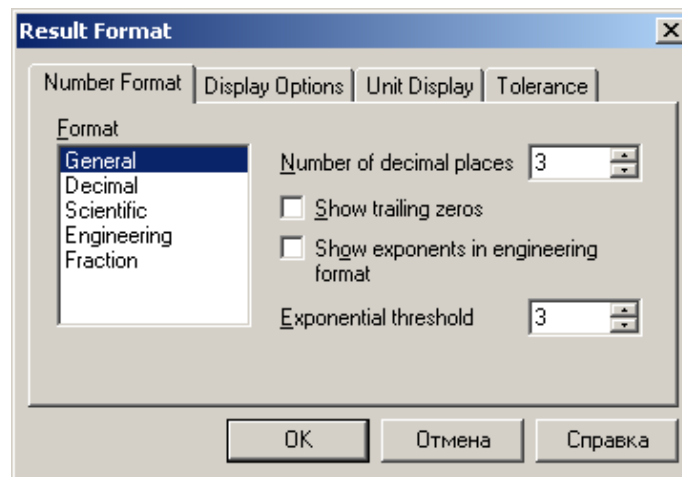 Result Format
Number Format
Display Options
Unit Display
Tolerance
Format
General
Decimal
Scientific
Engineering
Fraction
Number of decimal places 3
Show trailing zeros
Show exponents in engineering
format
Exponential threshold 3
OK
Отмена
Справка